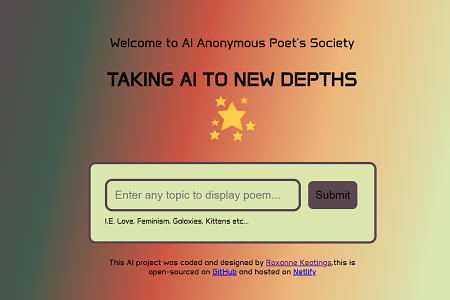 Welcome to AI Anonymous Poet's Society
TAKING AI TO NEW DEPTHS
Enter any topic to display poem...
Submit
I.E. Love, Feminism, Galaxies, Kittens etc...
This AI project was coded and designed by Roxanne Keatings,this is
open-sourced on GitHub and hosted on Netlify